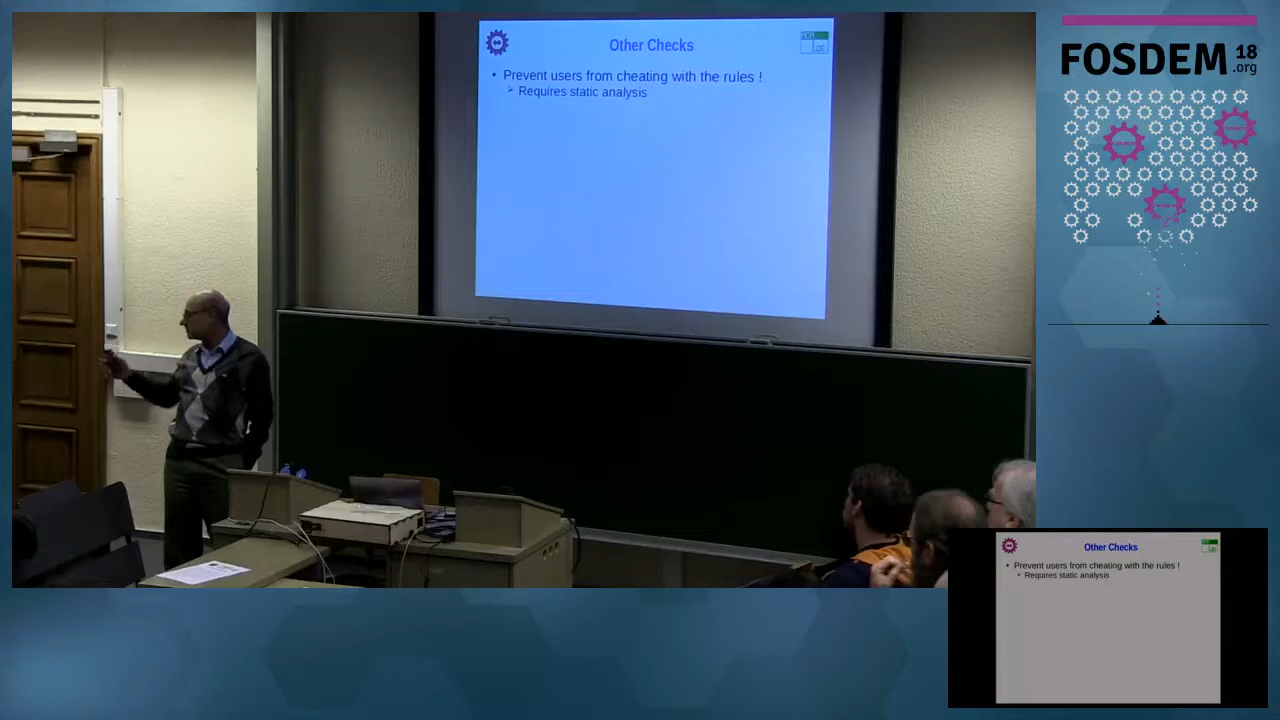 Other Checks
• Prevent users from cheating with the rules !
➢ Requires static analysis
FOSDEM 18
.org
Other Checks
• Prevent users from cheating with the rules !
➢ Requires static analysis